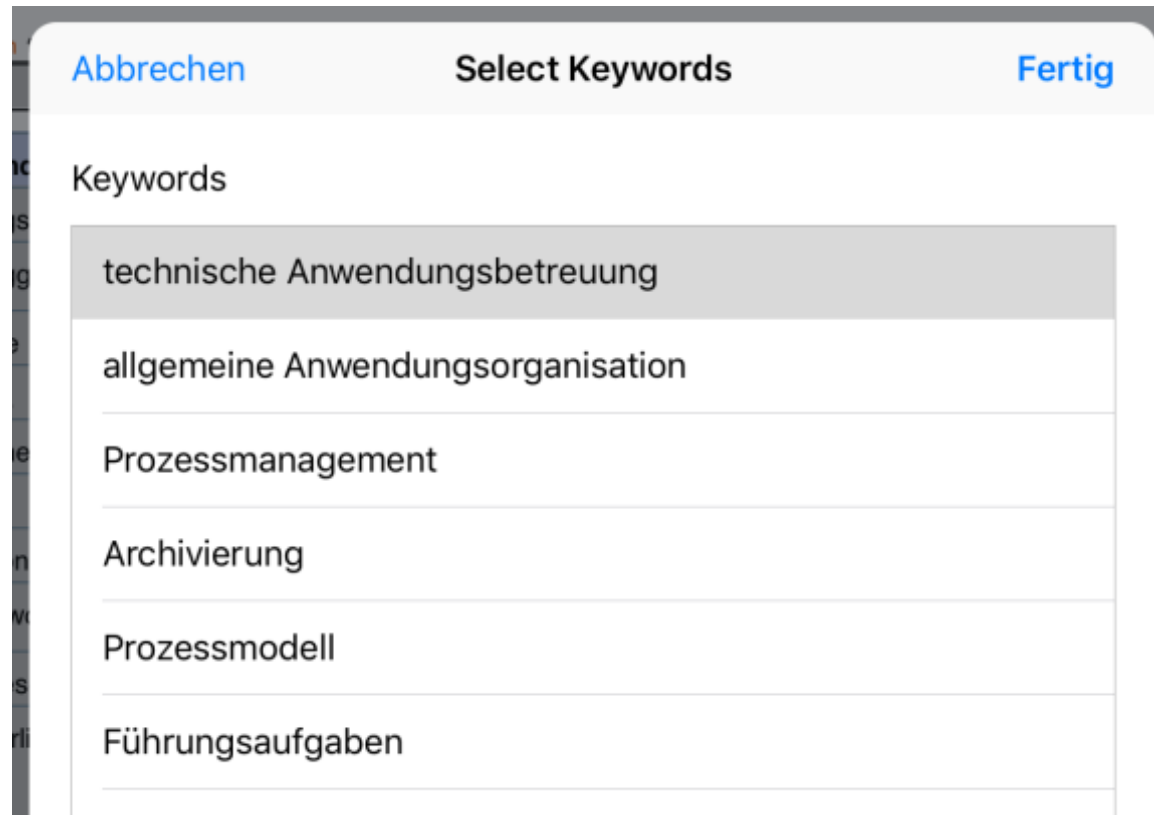 Abbrechen Select Keywords Fertig
Keywords
technische Anwendungsbetreuung
allgemeine Anwendungsorganisation
Prozessmanagement
Archivierung
Prozessmodell
Führungsaufgaben